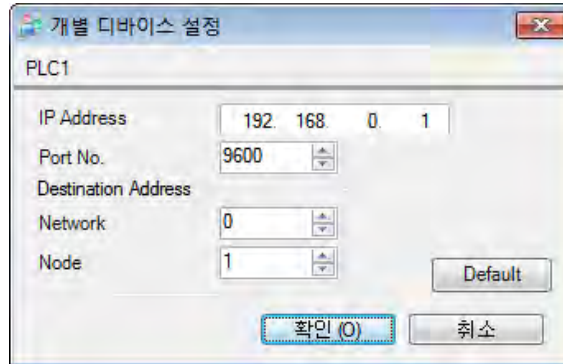 개별 디바이스 설정
PLC1
IP Address 192. 168. 0. 1
Port No. 9600
Destination Address
Network 0
Node 1
Default
확인 (O) 취소